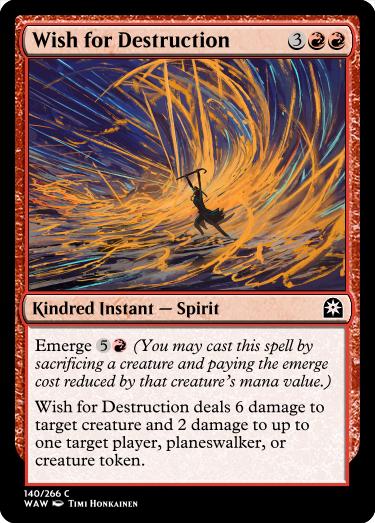 Wish for Destruction 3
Kindred Instant — Spirit
Emerge 5 (You may cast this spell by
sacrificing a creature and paying the emerge
cost reduced by that creature's mana value.)
Wish for Destruction deals 6 damage to
target creature and 2 damage to up to
one target player, planeswalker, or
creature token.
140/266 C
WAW Timi Honkainen